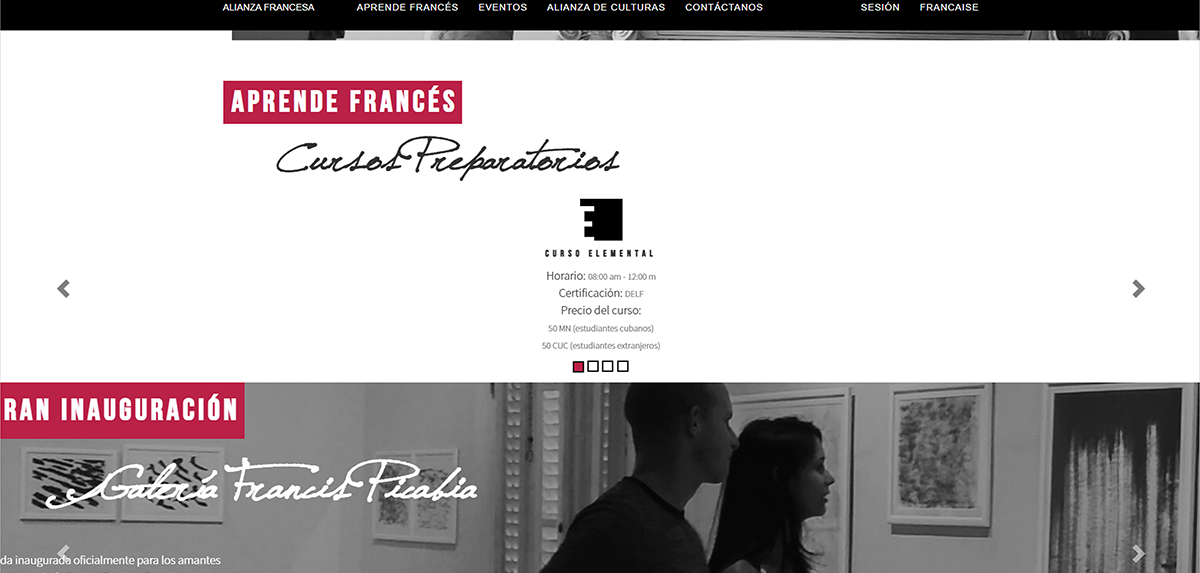 ALIANZA FRANCESA APRENDE FRANCÉS EVENTOS ALIANZA DE CULTURAS CONTÁCTANOS SESIÓN FRANCAISE
APRENDE FRANCÉS
Cursos Preparatorios
CURSO ELEMENTAL
Horario: 08:00 am - 12:00 m
Certificación: DELF
Precio del curso:
50 MN (estudiantes cubanos)
50 CUC (estudiantes extranjeros)
RAN INAUGURACIÓN
Galería Francis Picabia
da inaugurada oficialmente para los amantes